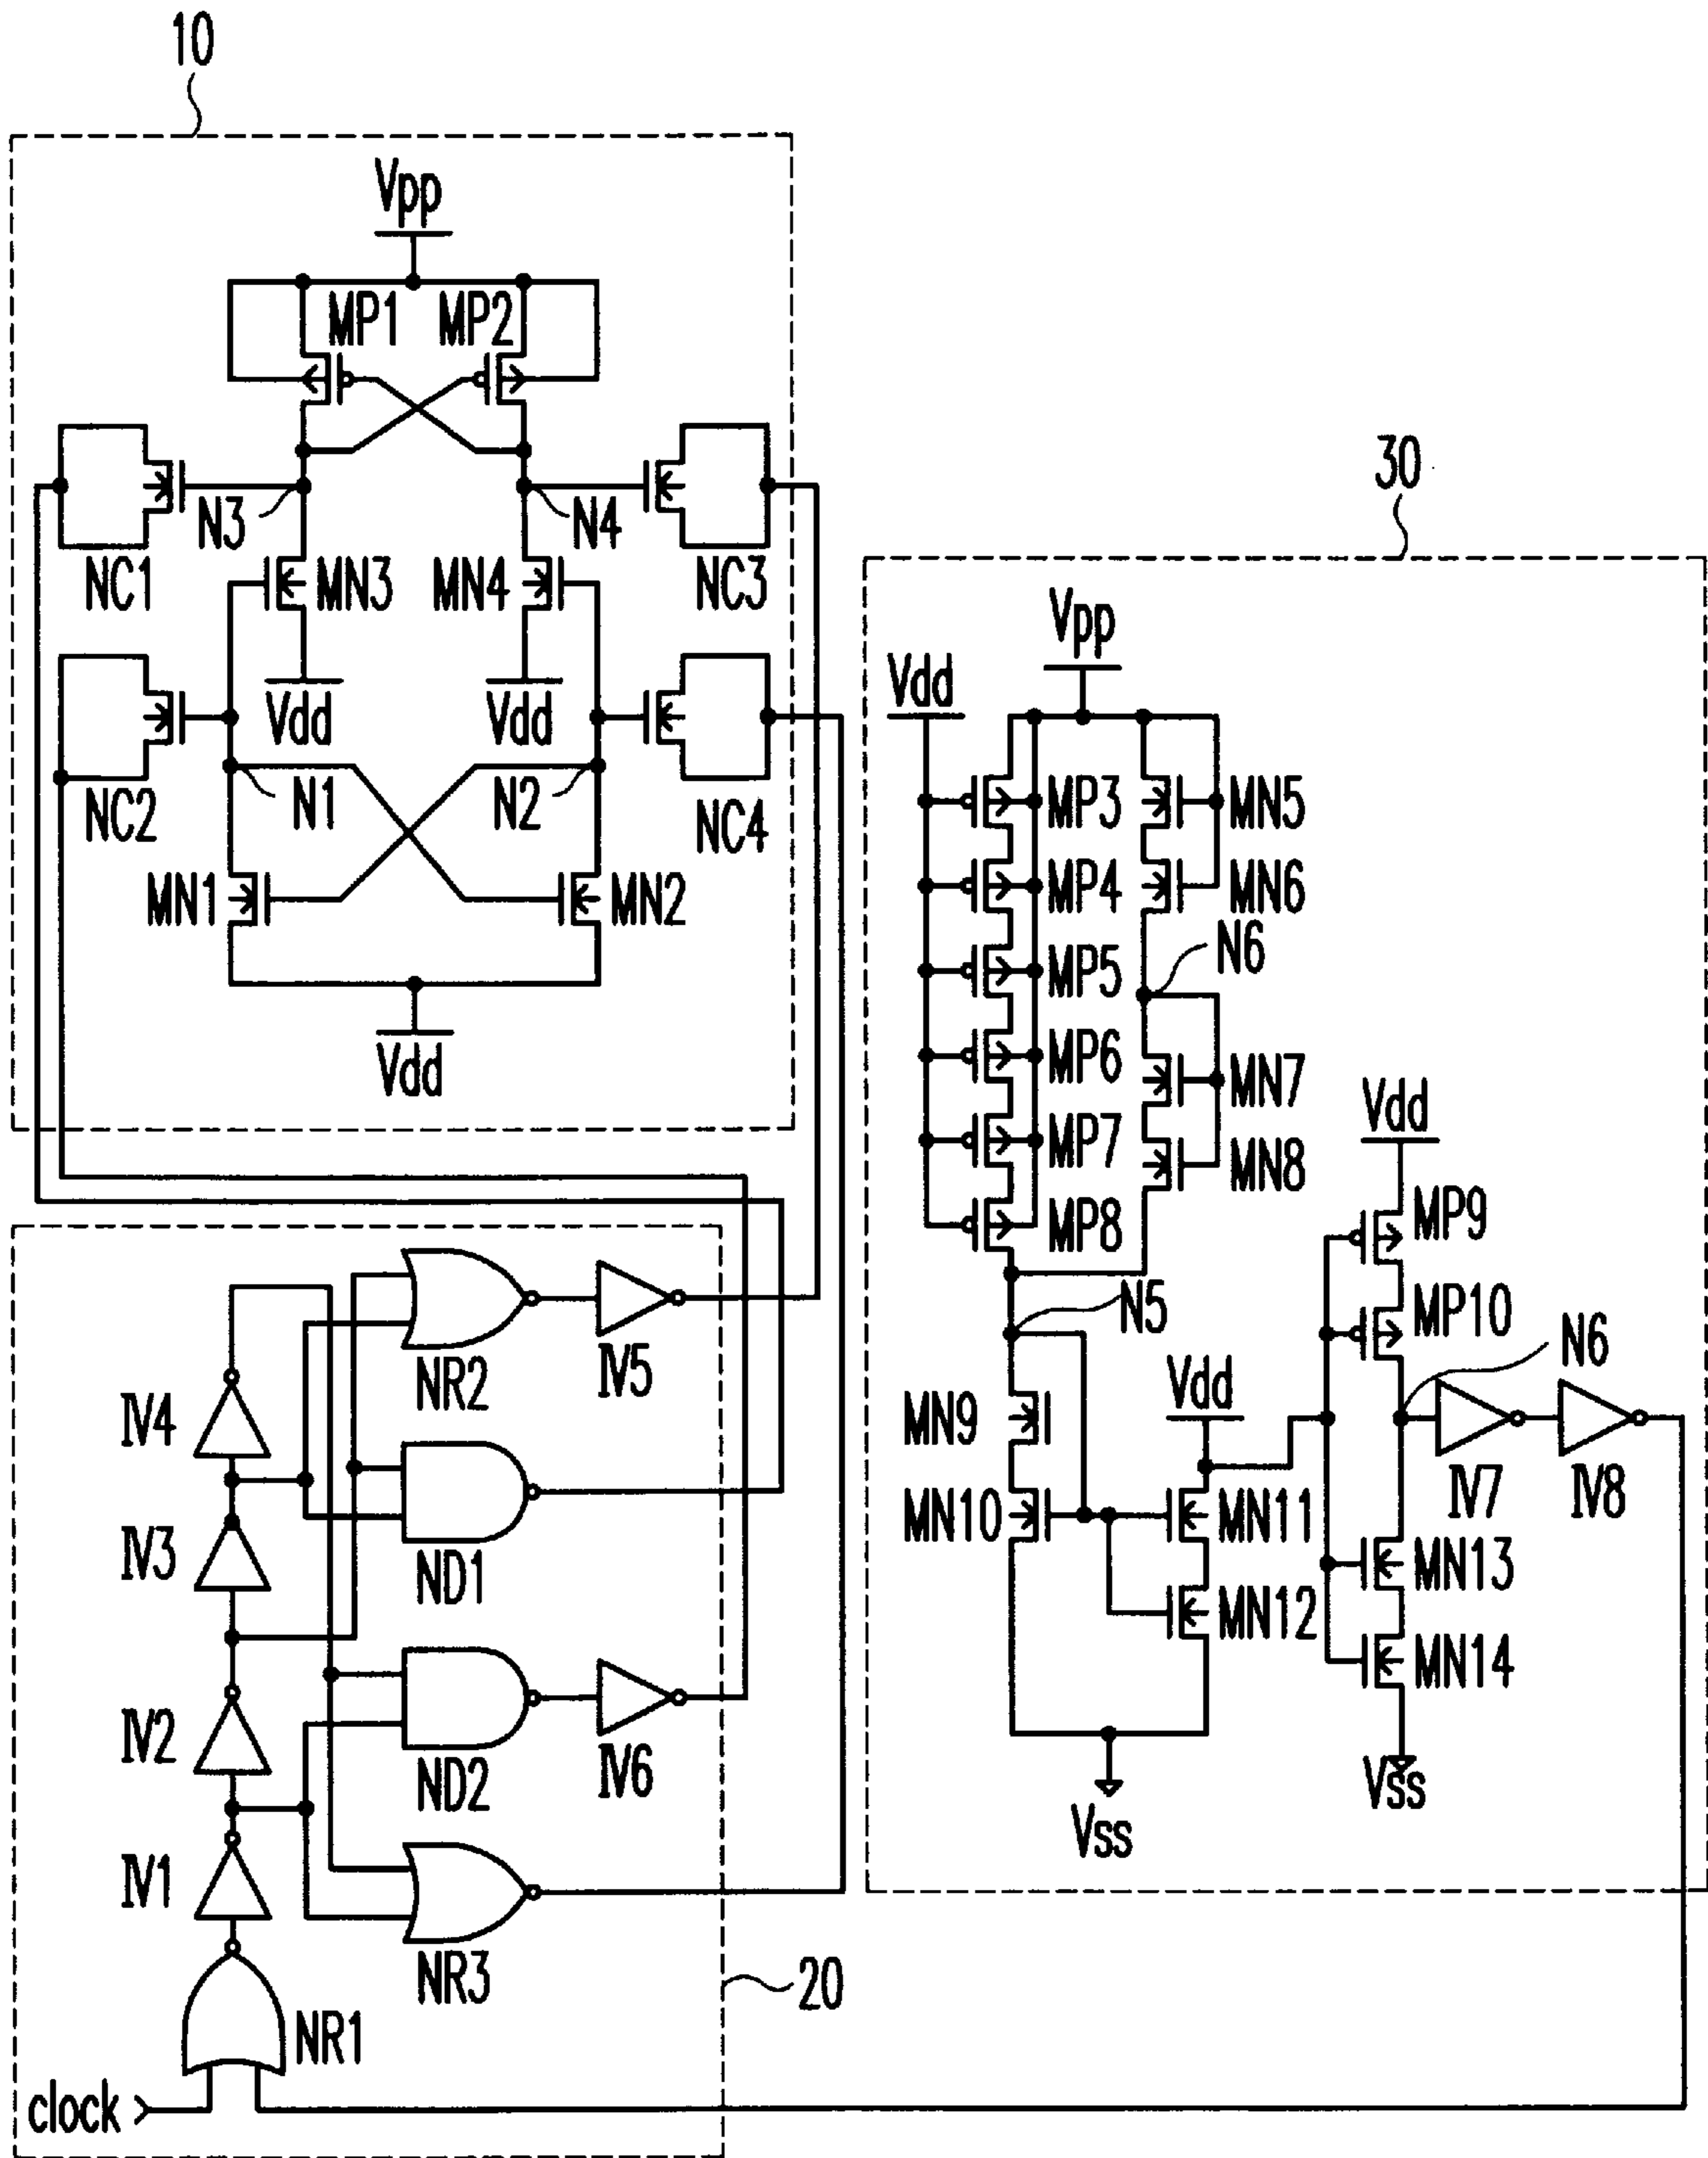 10
Vpp
MP1 MP2
N3 N4
NC1 MN3 MN4 NC3
Vdd Vdd
NC2 N1 N2 NC4
MN1 MN2
Vdd
30
Vpp
Vdd
MP3 MN5
MP4 MN6
MP5 N6
MP6 MN7
MP7 MN8
Vdd
MP8 MP9
N5 MP10
N6
Vdd
MN9
MN10 MN11 IV7 IV8
MN13
MN12
MN14
Vss Vss
IV4 NR2 IV5
IV3 ND1
IV2 ND2 IV6
IV1 NR3
20
NR1
clock